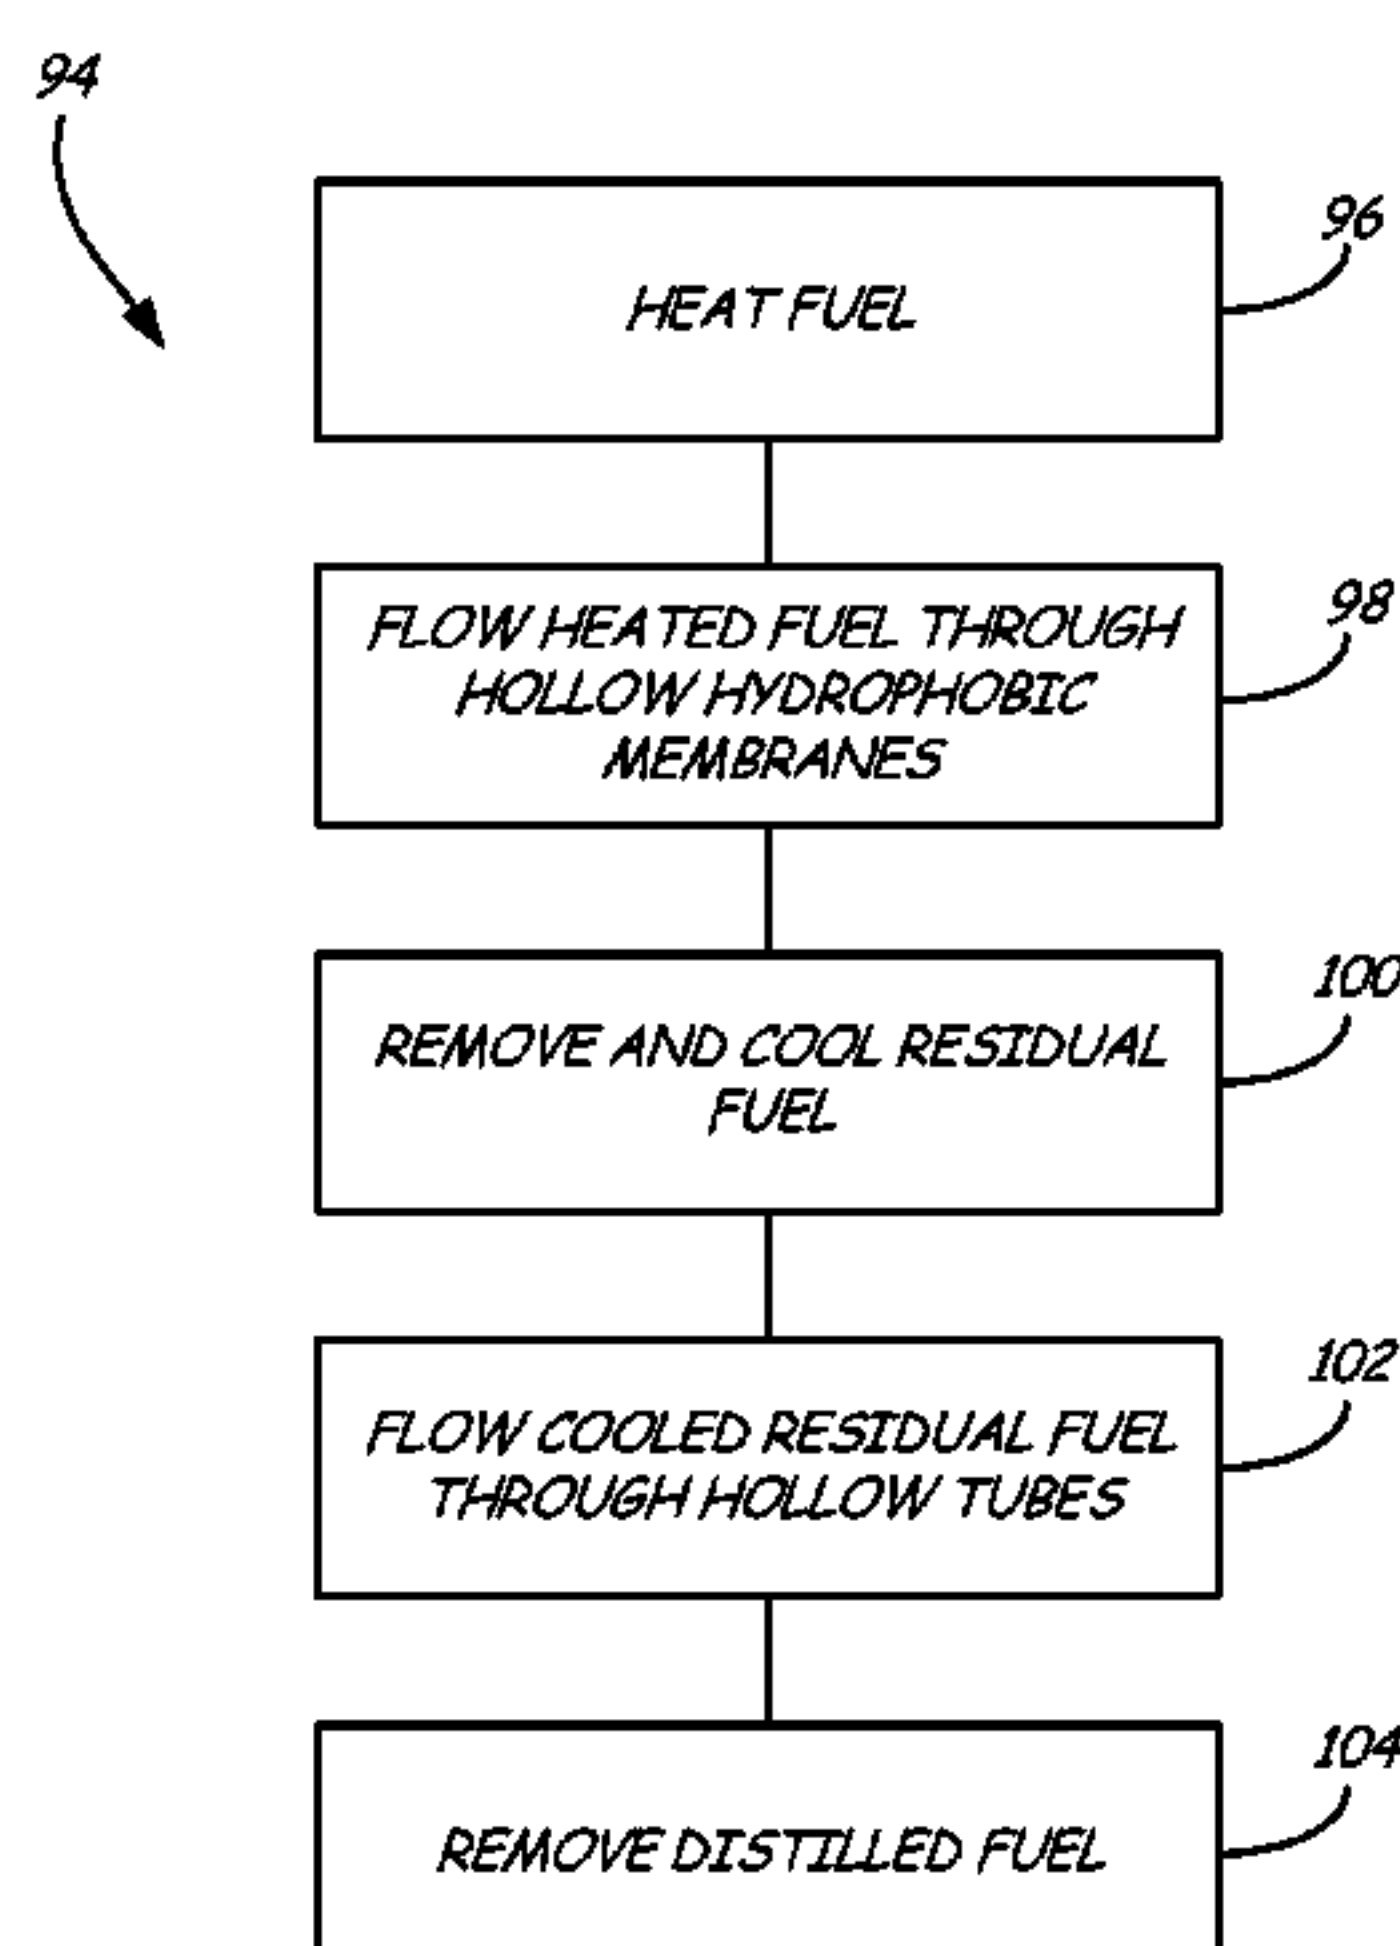 94
96
HEAT FUEL
98
FLOW HEATED FUEL THROUGH
HOLLOW HYDROPHOBIC
MEMBRANES
100
REMOVE AND COOL RESIDUAL
FUEL
102
FLOW COOLED RESIDUAL FUEL
THROUGH HOLLOW TUBES
104
REMOVE DISTILLED FUEL